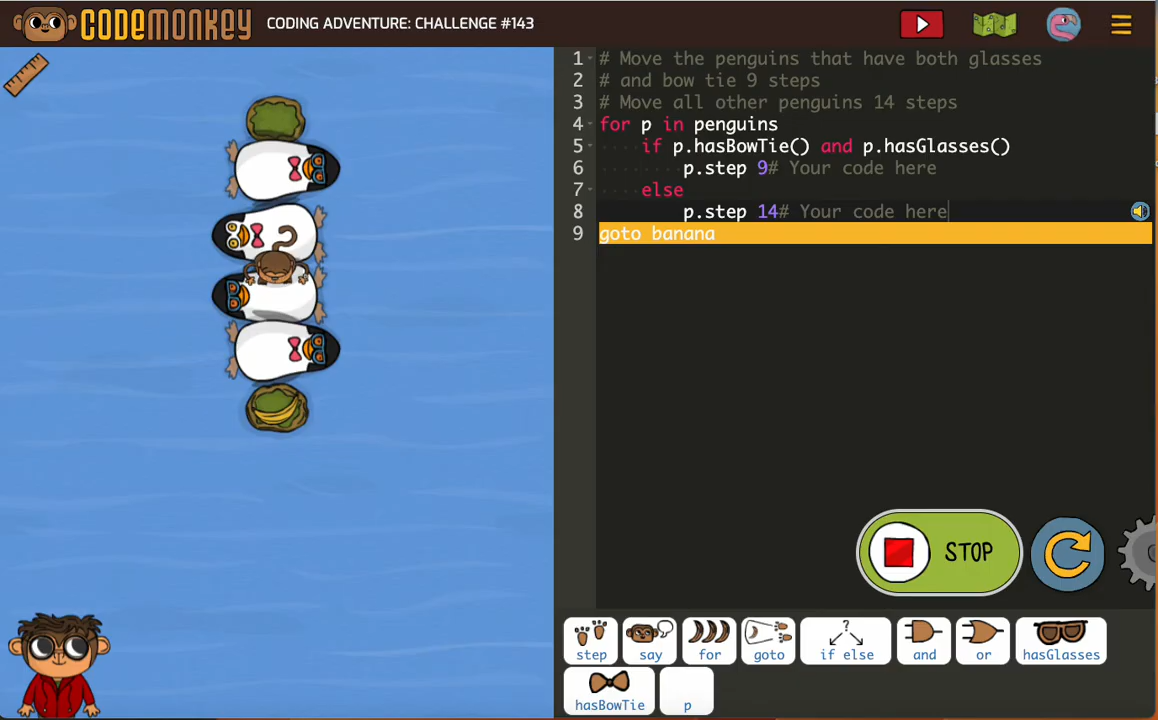 CODEMONKEY CODING ADVENTURE: CHALLENGE #143
1 # Move the penguins that have both glasses
2 # and bow tie 9 steps
3 # Move all other penguins 14 steps
4 for p in penguins
5 if p.hasBowTie() and p.hasGlasses()
6 p.step 9# Your code here
7 else
8 p.step 14# Your code here
9 goto banana
STOP
step say for goto if else and or hasGlasses
?
hasBowTie p